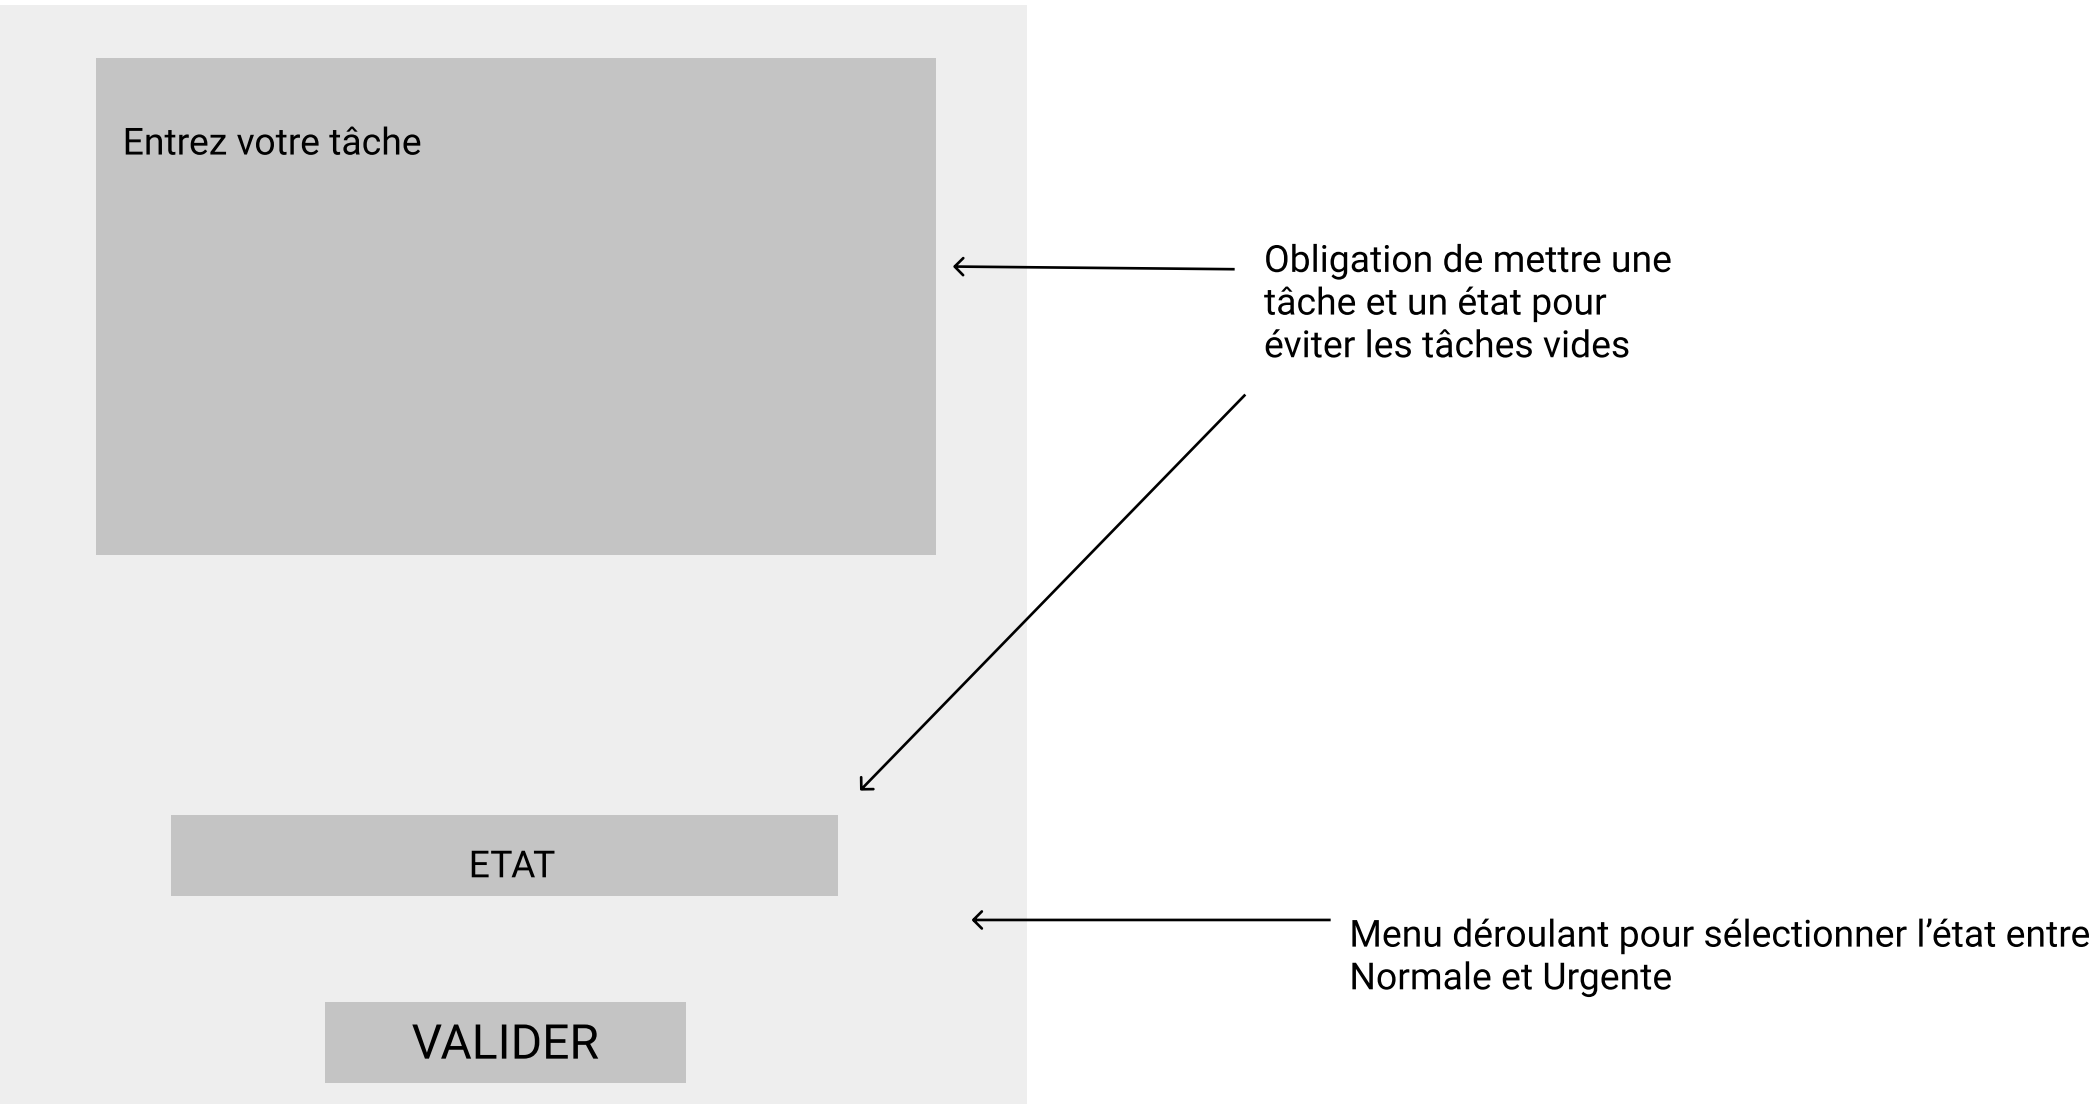 Entrez votre tâche
Obligation de mettre une
tâche et un état pour
éviter les tâches vides
ETAT
Menu déroulant pour sélectionner l’état entre
Normale et Urgente
VALIDER